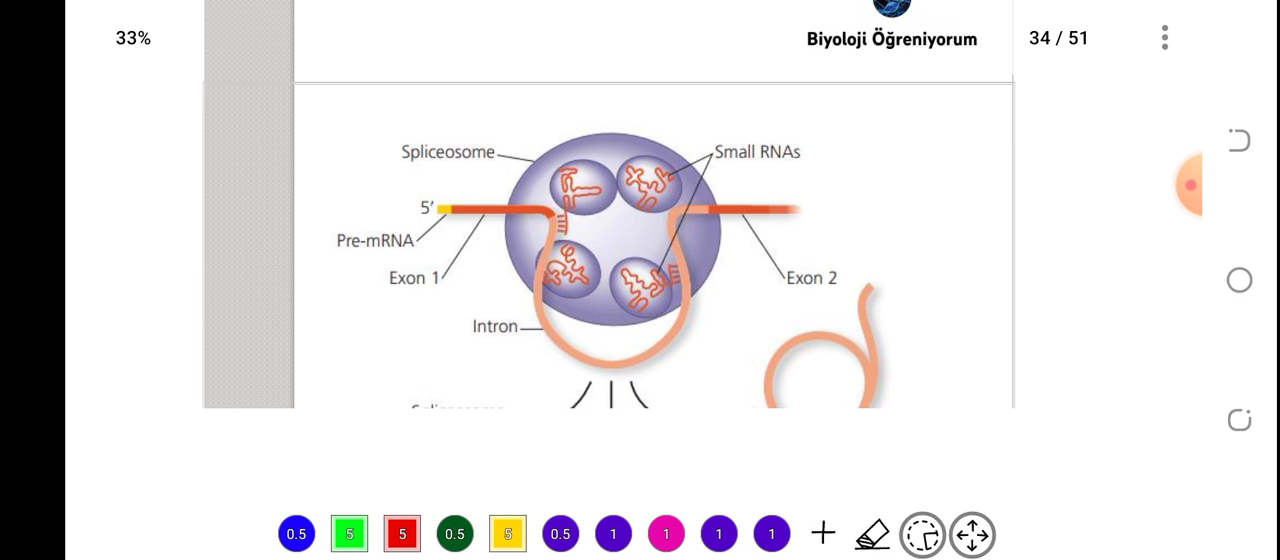 33%
Biyoloji Öğreniyorum
34 / 51
Spliceosome
Small RNAs
5'
Pre-mRNA
Exon 1
Exon 2
Intron
0.5
5
5
0.5
5
0.5
1
1
1
1